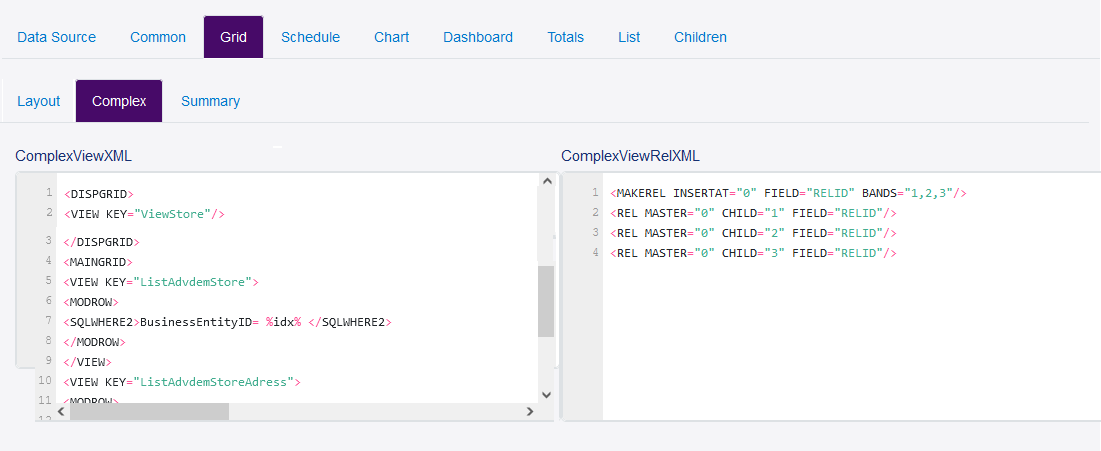 Data Source Common Grid Schedule Chart Dashboard Totals List Children
Layout Complex Summary
ComplexViewXML
1 <DISPGRID>
2 <VIEW KEY="ViewStore"/>
3 </DISPGRID>
4 <MAINGRID>
5 <VIEW KEY="ListAdvdemStore">
6 <MODROW>
7 <SQLWHERE2>BusinessEntityID= %idx% </SQLWHERE2>
8 </MODROW>
9 </VIEW>
10 <VIEW KEY="ListAdvdemStoreAdress">
11 <MODROW>
12
ComplexViewRelXML
1 <MAKEREL INSERTAT="0" FIELD="RELID" BANDS="1,2,3"/>
2 <REL MASTER="0" CHILD="1" FIELD="RELID"/>
3 <REL MASTER="0" CHILD="2" FIELD="RELID"/>
4 <REL MASTER="0" CHILD="3" FIELD="RELID"/>